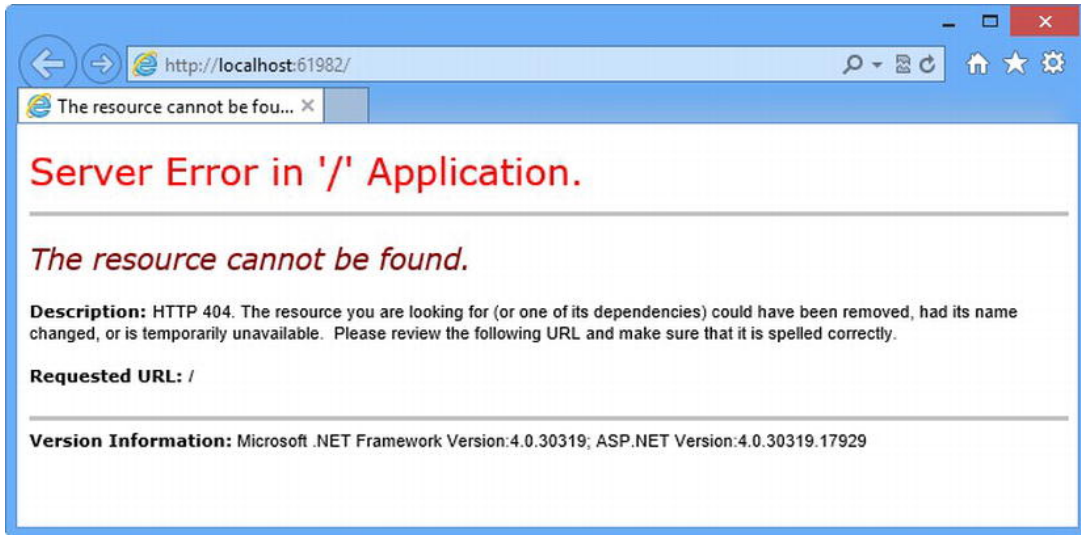 http://localhost:61982/
The resource cannot be fou...
Server Error in '/' Application.
The resource cannot be found.
Description: HTTP 404. The resource you are looking for (or one of its dependencies) could have been removed, had its name
changed, or is temporarily unavailable.  Please review the following URL and make sure that it is spelled correctly.
Requested URL: /
Version Information: Microsoft .NET Framework Version:4.0.30319; ASP.NET Version:4.0.30319.17929